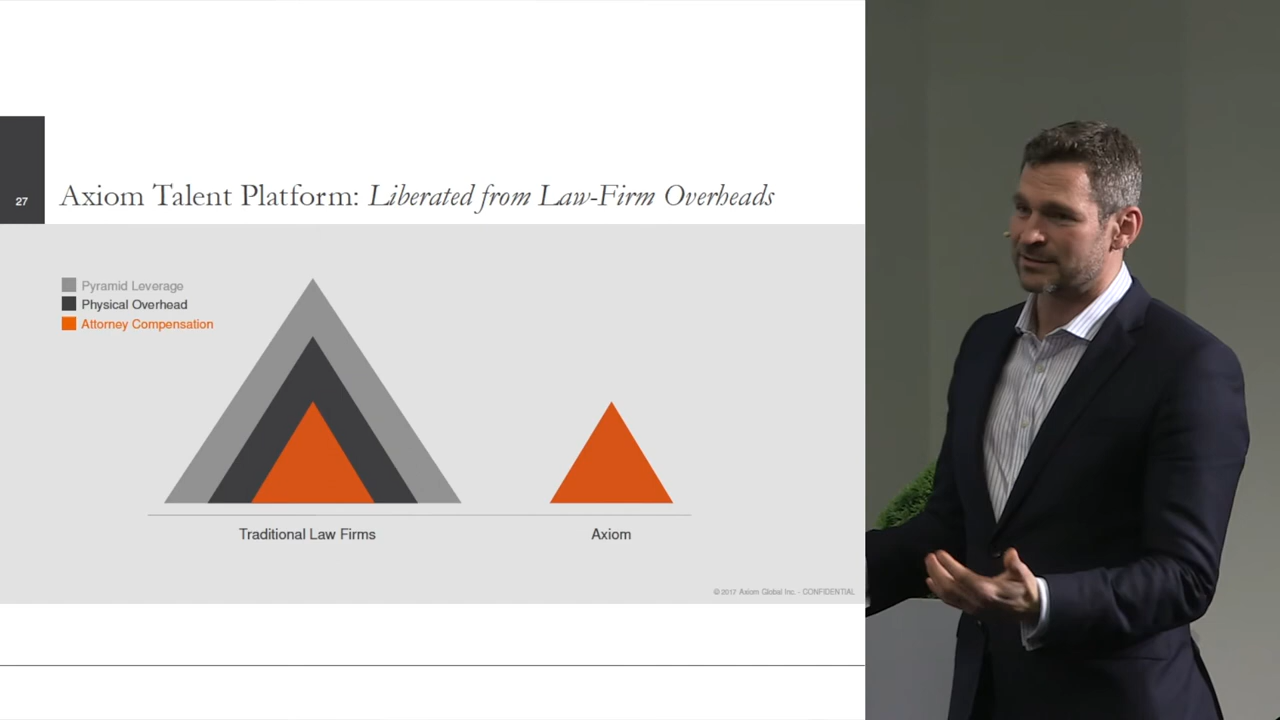 27
Axiom Talent Platform: Liberated from Law-Firm Overheads
Pyramid Leverage
Physical Overhead
Attorney Compensation
Traditional Law Firms
Axiom
© 2017 Axiom Global Inc. - CONFIDENTIAL